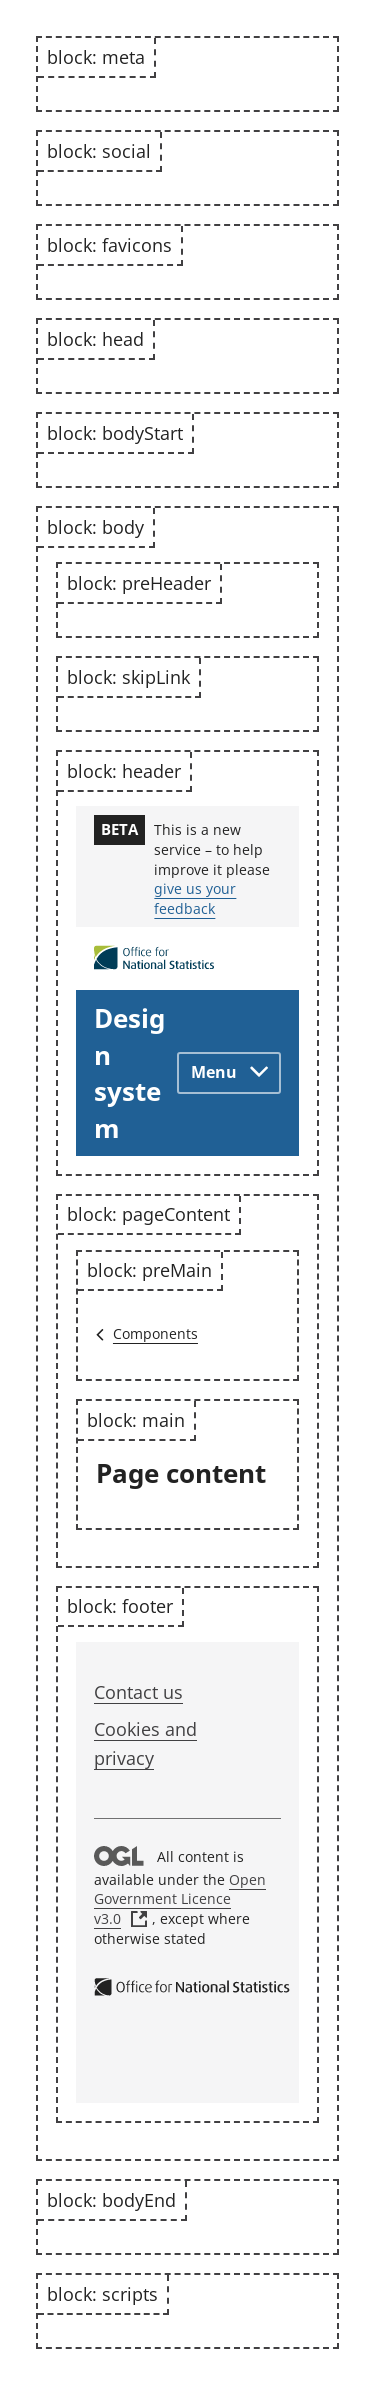 block: meta
block: social
block: favicons
block: head
block: bodyStart
block: body
block: preHeader
block: skipLink
block: header
BETA
This is a new
service – to help
improve it please
give us your
feedback
Office for
National Statistics
Desig
n
syste
m
Menu
block: pageContent
block: preMain
Components
block: main
Page content
block: footer
Contact us
Cookies and
privacy
OGL All content is
available under the Open
Government Licence
v3.0 , except where
otherwise stated
Office for National Statistics
block: bodyEnd
block: scripts